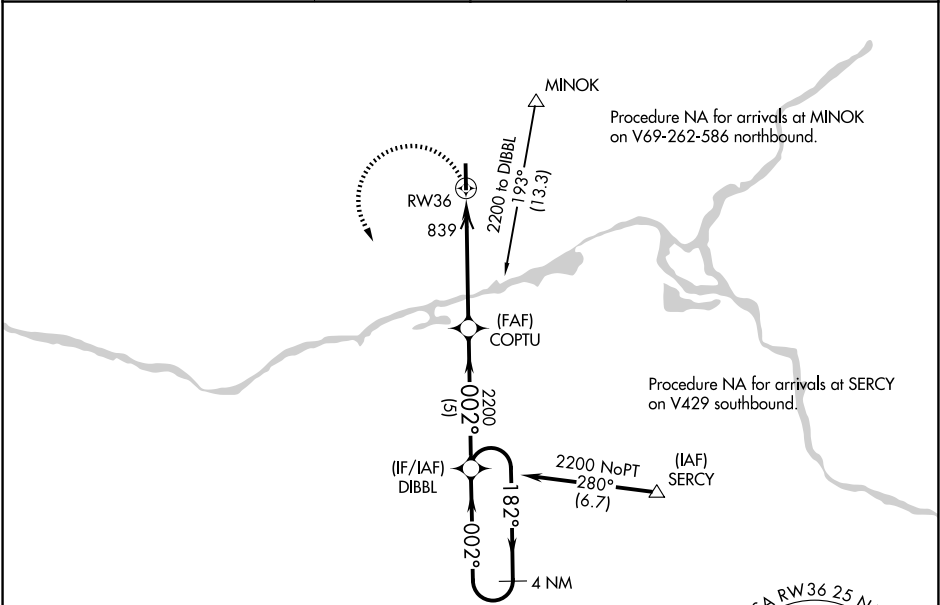 MINOK
Procedure NA for arrivals at MINOK
on V69-262-586 northbound.
2200 to DIBBL
193°
(13.3)
RW36
839
(FAF)
COPTU
Procedure NA for arrivals at SERCY
on V429 southbound.
2200
002°
(5)
(IF/IAF)
DIBBL
2200 NoPT
280°
(6.7)
(IAF)
SERCY
182°
002°
4 NM
RW36 25